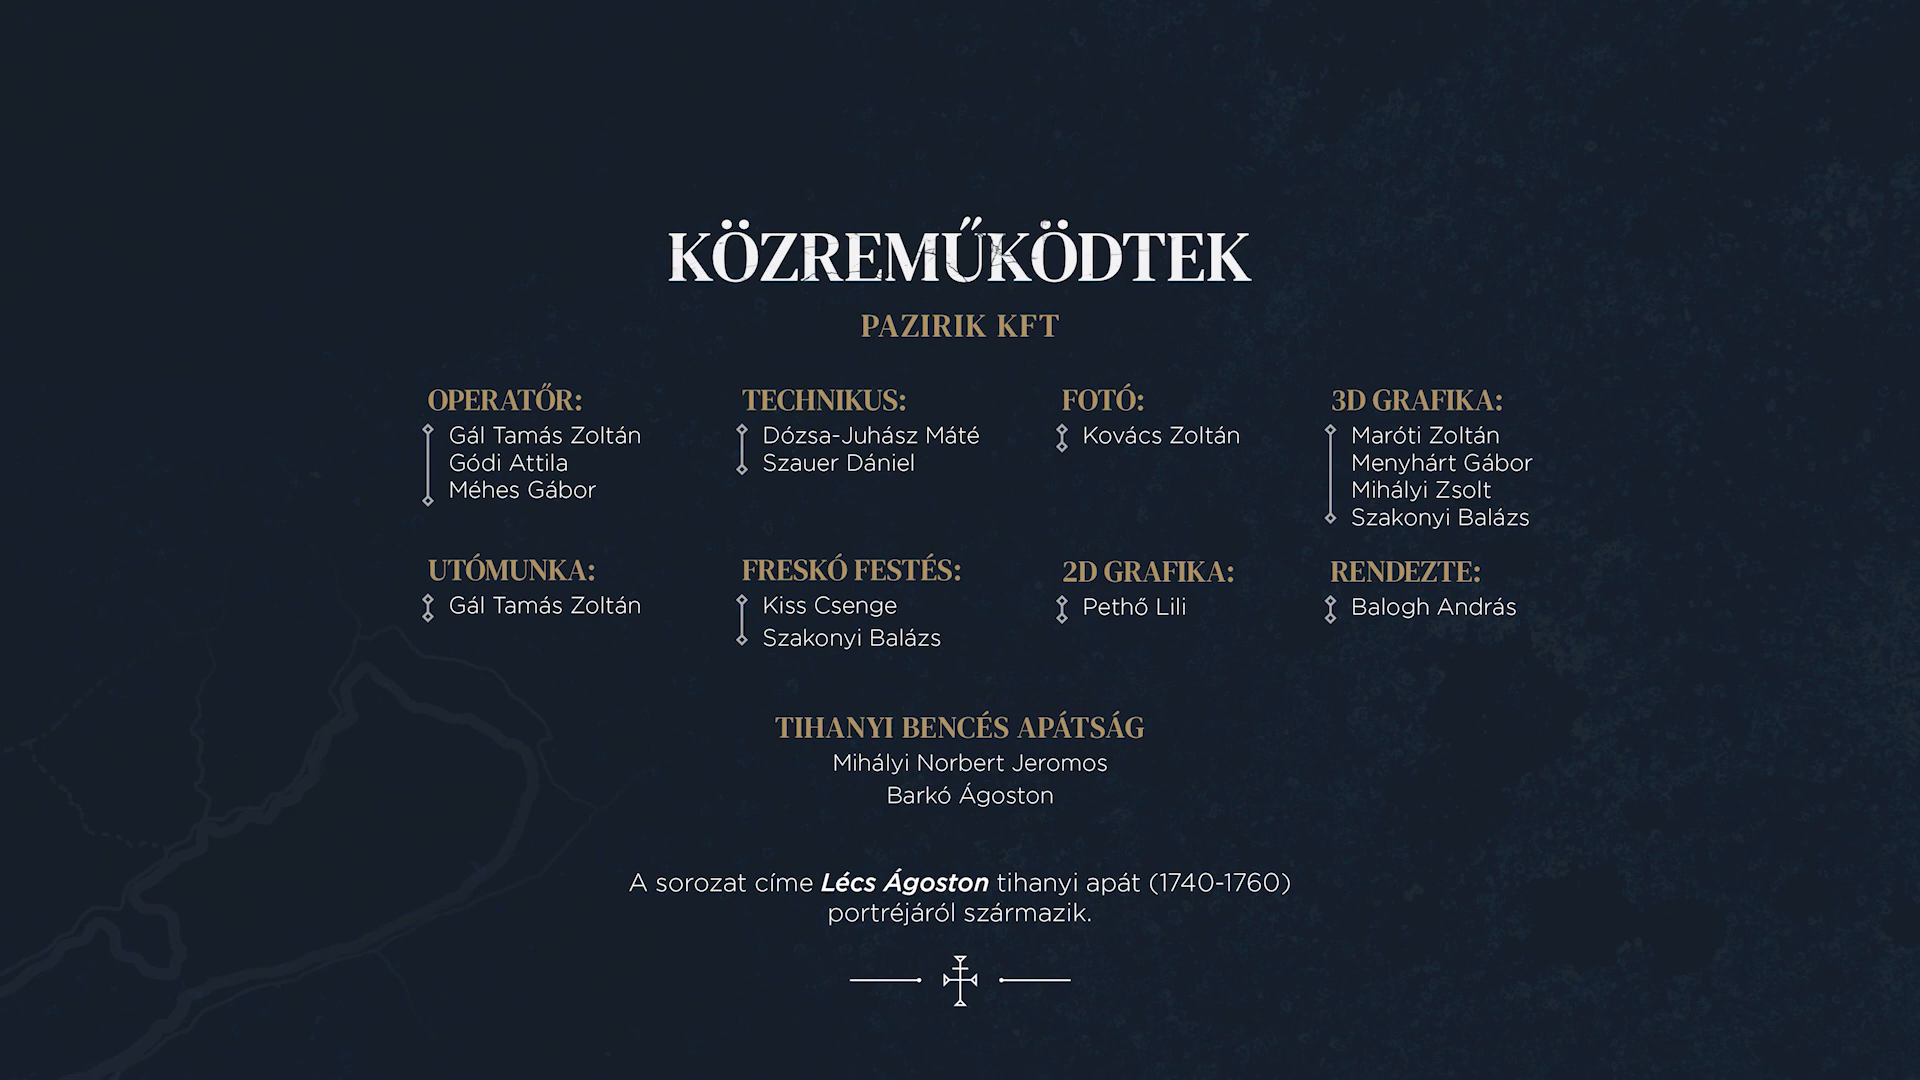 KÖZREMŰKÖDTEK
PAZIRIK KFT
OPERATŐR:
Gál Tamás Zoltán
Gódi Attila
Méhes Gábor
TECHNIKUS:
Dózsa-Juhász Máté
Szauer Dániel
FOTÓ:
Kovács Zoltán
3D GRAFIKA:
Maróti Zoltán
Menyhárt Gábor
Mihályi Zsolt
Szakonyi Balázs
UTÓMUNKA:
Gál Tamás Zoltán
FRESKÓ FESTÉS:
Kiss Csenge
Szakonyi Balázs
2D GRAFIKA:
Pethő Lili
RENDEZTE:
Balogh András
TIHANYI BENCÉS APÁTSÁG
Mihályi Norbert Jeromos
Barkó Ágoston
A sorozat címe Lécs Ágoston tihanyi apát (1740-1760)
portréjáról származik.